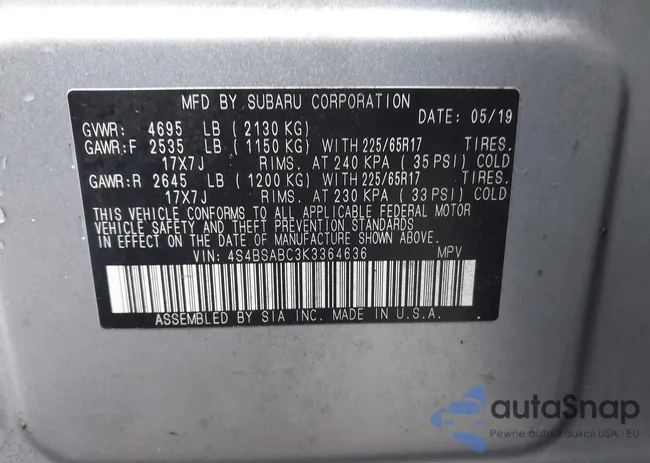 MFD BY SUBARU CORPORATION
DATE: 05/19
GVWR: 4695 LB (2130 KG)
GAWR:F 2535 LB (1150 KG) WITH 225/65R17 TIRES.
17X7J RIMS. AT 240 KPA (35 PSI) COLD
GAWR:R 2645 LB (1200 KG) WITH 225/65R17 TIRES.
17X7J RIMS. AT 230 KPA (33 PSI) COLD
THIS VEHICLE CONFORMS TO ALL APPLICABLE FEDERAL MOTOR
VEHICLE SAFETY AND THEFT PREVENTION STANDARDS
IN EFFECT ON THE DATE OF MANUFACTURE SHOWN ABOVE.
VIN: 4S4BSABC3K3364636 MPV
ASSEMBLED BY SIA INC. MADE IN U.S.A.
autaSnap
Pewne auta z aukcji USA i EU